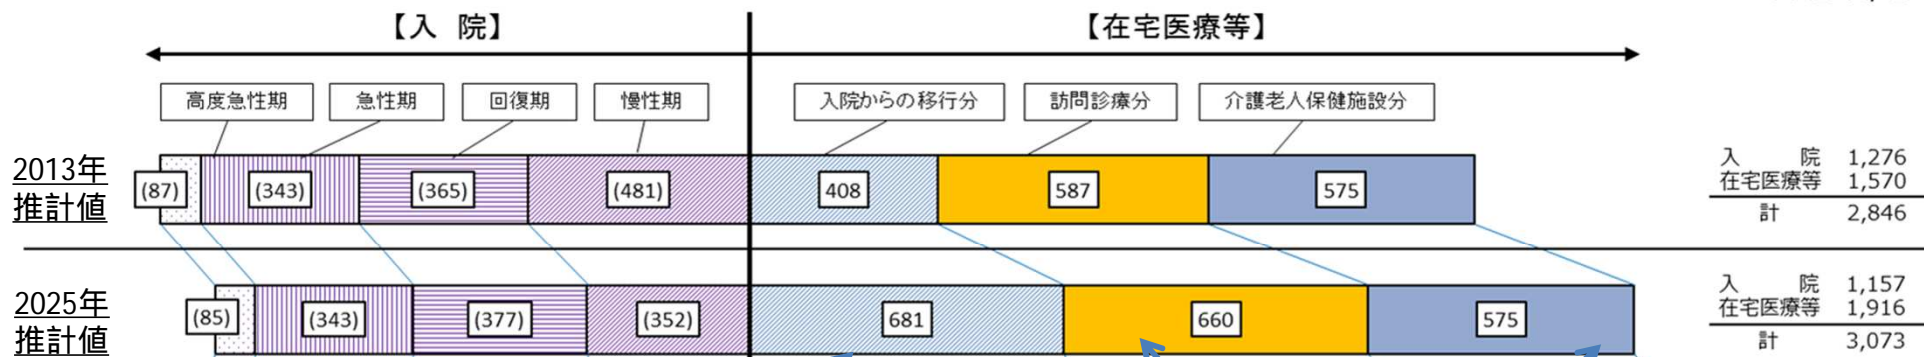 【入 院】
【在宅医療等】
高度急性期
急性期
回復期
慢性期
入院からの移行分
訪問診療分
介護老人保健施設分
2013年
推計値
(87)
(343)
(365)
(481)
408
587
575
入 院 1,276
在宅医療等 1,570
計 2,846
2025年
推計値
(85)
(343)
(377)
(352)
681
660
575
入 院 1,157
在宅医療等 1,916
計 3,073